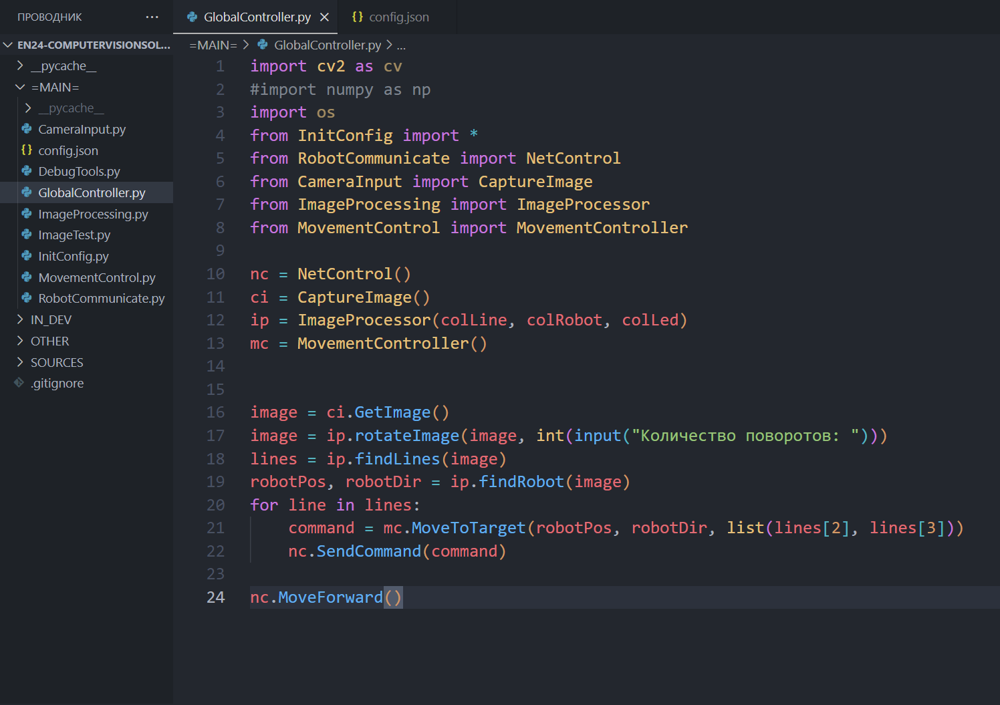 ПРОВОДНИК ...
EN24-COMPUTERVISIONSOL...
__pycache__
=MAIN=
__pycache__
CameraInput.py
{} config.json
DebugTools.py
GlobalController.py
ImageProcessing.py
ImageTest.py
InitConfig.py
MovementControl.py
RobotCommunicate.py
IN_DEV
OTHER
SOURCES
.gitignore
GlobalController.py
{} config.json
=MAIN= > GlobalController.py > ...
1 import cv2 as cv
2 #import numpy as np
3 import os
4 from InitConfig import *
5 from RobotCommunicate import NetControl
6 from CameraInput import CaptureImage
7 from ImageProcessing import ImageProcessor
8 from MovementControl import MovementController
9
10 nc = NetControl()
11 ci = CaptureImage()
12 ip = ImageProcessor(colLine, colRobot, colLed)
13 mc = MovementController()
14
15
16 image = ci.GetImage()
17 image = ip.rotateImage(image, int(input("Количество поворотов: ")))
18 lines = ip.findLines(image)
19 robotPos, robotDir = ip.findRobot(image)
20 for line in lines:
21     command = mc.MoveToTarget(robotPos, robotDir, list(lines[2], lines[3]))
22     nc.SendCommand(command)
23
24 nc.MoveForward()